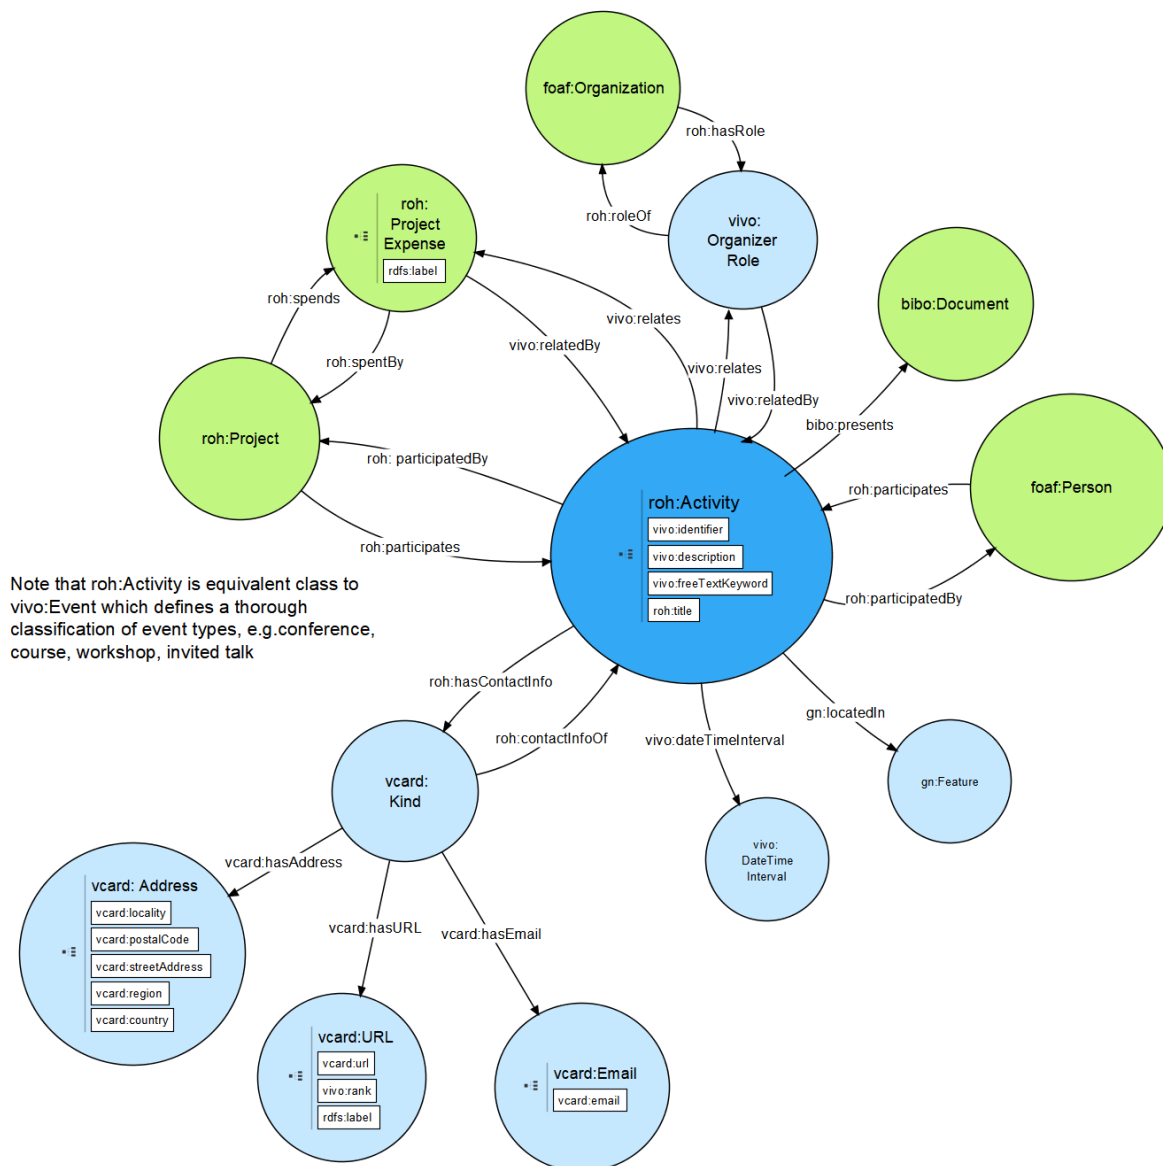 foaf:Organization
roh:hasRole
roh:roleOf
vivo:
Organizer
Role
roh:
Project
Expense
rdfs:label
roh:spends
roh:spentBy
vivo:relates
vivo:relatedBy
vivo:relates
vivo:relatedBy
bibo:Document
bibo:presents
roh:Project
roh: participatedBy
roh:participates
foaf:Person
roh:participates
roh:participatedBy
roh:Activity
vivo:identifier
vivo:description
vivo:freeTextKeyword
roh:title
Note that roh:Activity is equivalent class to
vivo:Event which defines a thorough
classification of event types, e.g.conference,
course, workshop, invited talk
roh:hasContactInfo
roh:contactInfoOf
vivo:dateTimeInterval
gn:locatedIn
gn:Feature
vivo:
DateTime
Interval
vcard:
Kind
vcard:hasAddress
vcard:hasURL
vcard:hasEmail
vcard: Address
vcard:locality
vcard:postalCode
vcard:streetAddress
vcard:region
vcard:country
vcard:URL
vcard:url
vivo:rank
rdfs:label
vcard:Email
vcard:email